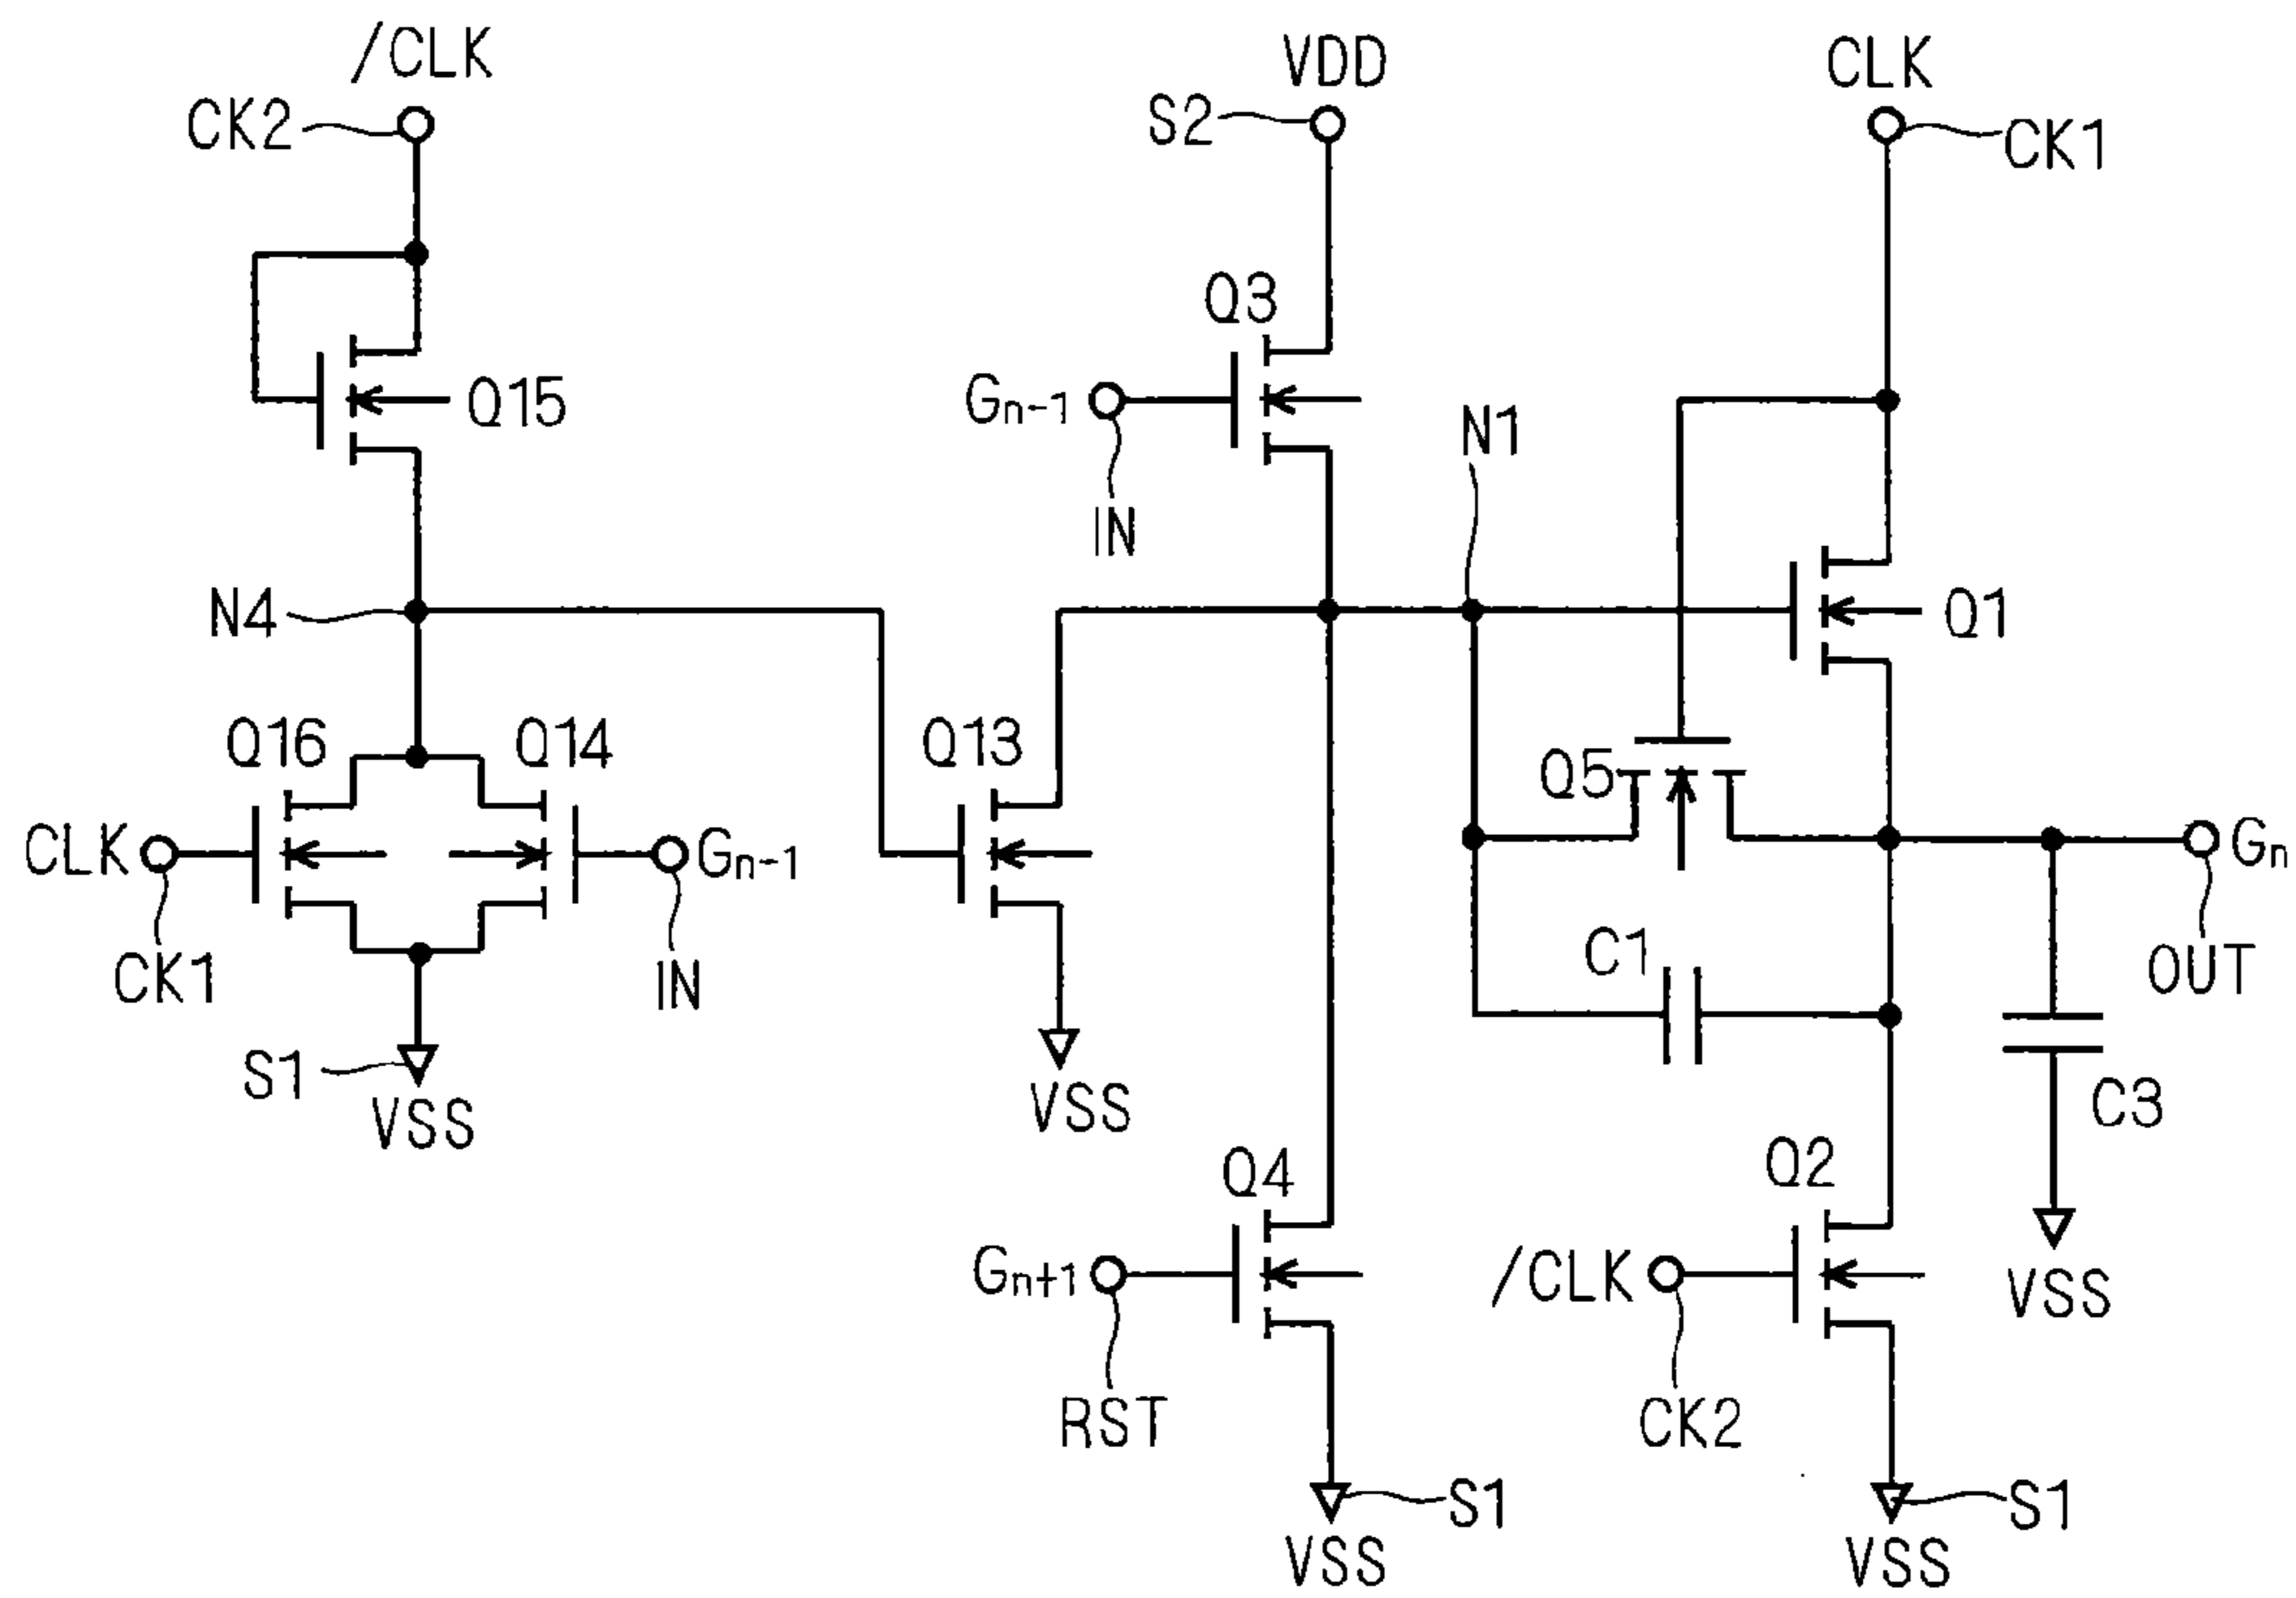 /CLK
CK2
VDD
S2
CLK
CK1
Q3
Q15
Gn-1
IN
N1
N4
Q1
Q16
Q14
Q13
Q5
CLK
CK1
Gn-1
IN
Gn
OUT
C1
S1
VSS
VSS
C3
Q4
Q2
Gn+1
RST
/CLK
CK2
VSS
S1
VSS
S1
VSS